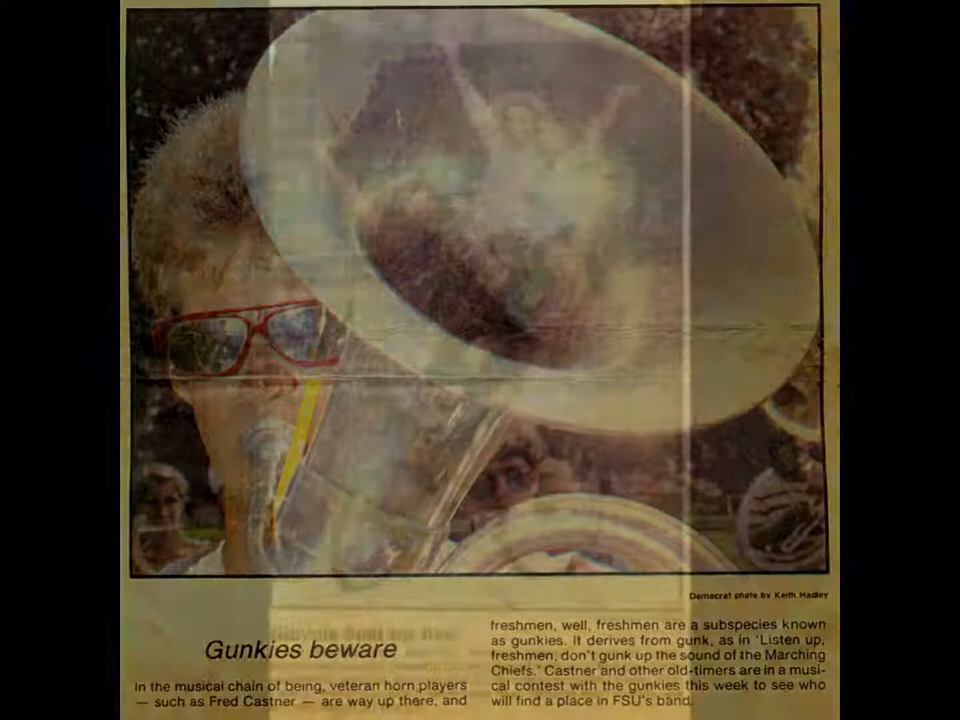 Democrat photo by Keith Hadley
Gunkies beware
In the musical chain of being, veteran horn players
— such as Fred Castner — are way up there, and
freshmen, well, freshmen are a subspecies known
as gunkies. It derives from gunk, as in 'Listen up,
freshmen, don't gunk up the sound of the Marching
Chiefs.' Castner and other old-timers are in a musi-
cal contest with the gunkies this week to see who
will find a place in FSU's band.